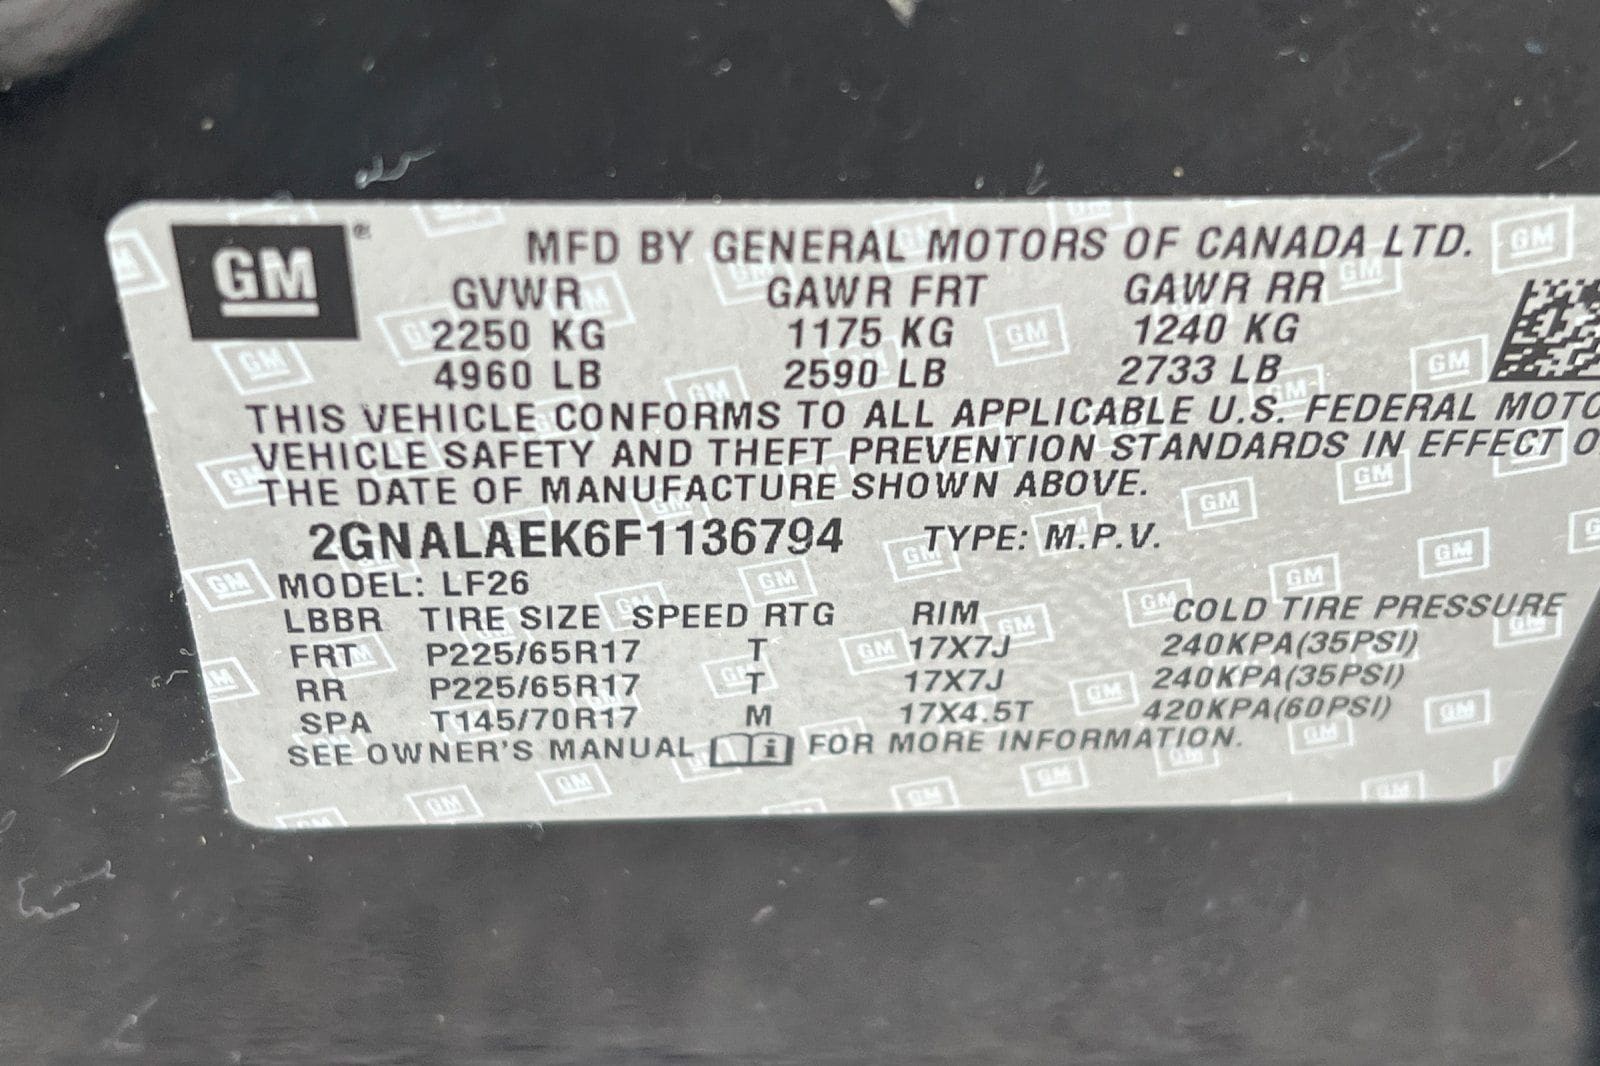 GM® MFD BY GENERAL MOTORS OF CANADA LTD.
GVWR GAWR FRT GAWR RR
2250 KG 1175 KG 1240 KG
4960 LB 2590 LB 2733 LB
THIS VEHICLE CONFORMS TO ALL APPLICABLE U.S. FEDERAL MOTO
VEHICLE SAFETY AND THEFT PREVENTION STANDARDS IN EFFECT O
THE DATE OF MANUFACTURE SHOWN ABOVE.
2GNALAEK6F1136794 TYPE: M.P.V.
MODEL: LF26
LBBR TIRE SIZE SPEED RTG RIM COLD TIRE PRESSURE
FRT P225/65R17 T 17X7J 240KPA(35PSI)
RR P225/65R17 T 17X7J 240KPA(35PSI)
SPA T145/70R17 M 17X4.5T 420KPA(60PSI)
SEE OWNER'S MANUAL i FOR MORE INFORMATION.